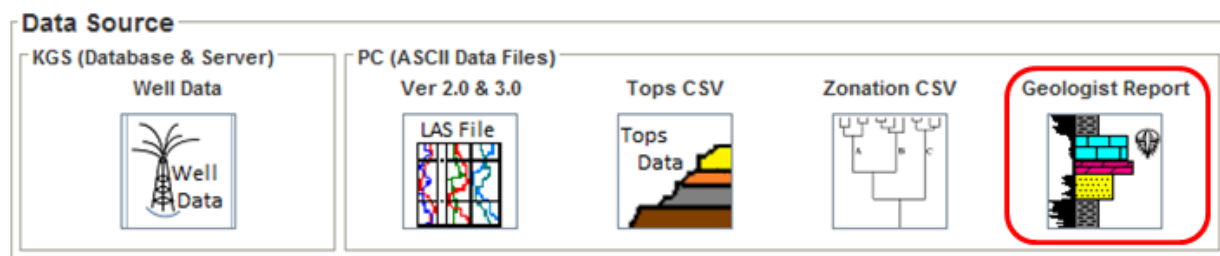 Data Source
KGS (Database & Server)
PC (ASCII Data Files)
Well Data
Ver 2.0 & 3.0
Tops CSV
Zonation CSV
Geologist Report
Well
Data
LAS File
Tops
Data
A
B
C